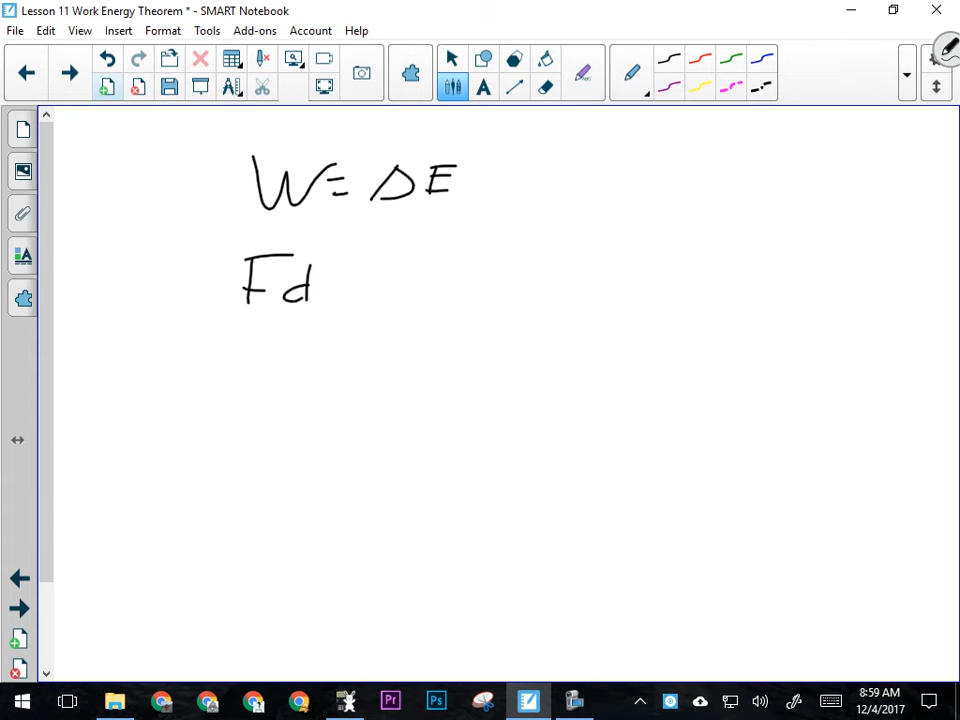 Lesson 11 Work Energy Theorem * - SMART Notebook
File Edit View Insert Format Tools Add-ons Account Help
W = ΔE
Fd
8:59 AM
12/4/2017